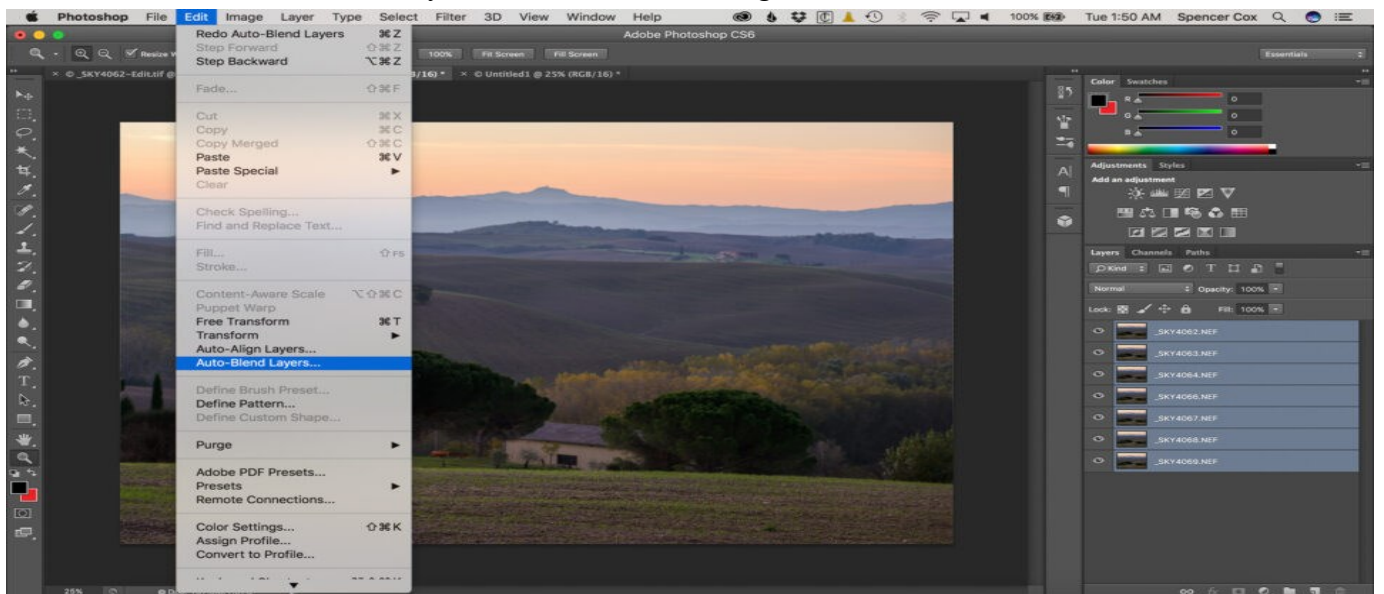 Photoshop File Edit Image Layer Type Select Filter 3D View Window Help 100% Tue 1:50 AM Spencer Cox
Adobe Photoshop CS6
Resize 100% Fit Screen Fill Screen Essentials
× © _SKY4062-Edit.tif @ /16) * × © Untitled1 @ 25% (RGB/16) *
Redo Auto-Blend Layers ⌘Z
Step Forward ⇧⌘Z
Step Backward ⌥⌘Z
Fade... ⇧⌘F
Cut ⌘X
Copy ⌘C
Copy Merged ⇧⌘C
Paste ⌘V
Paste Special ▶
Clear
Check Spelling...
Find and Replace Text...
Fill... ⇧F5
Stroke...
Content-Aware Scale ⌥⇧⌘C
Puppet Warp
Free Transform ⌘T
Transform ▶
Auto-Align Layers...
Auto-Blend Layers...
Define Brush Preset...
Define Pattern...
Define Custom Shape...
Purge ▶
Adobe PDF Presets...
Presets ▶
Remote Connections...
Color Settings... ⇧⌘K
Assign Profile...
Convert to Profile...
25%
Color Swatches
R 0
G 0
B 0
Adjustments Styles
Add an adjustment
Layers Channels Paths
Kind
Normal Opacity: 100%
Lock: Fill: 100%
_SKY4062.NEF
_SKY4063.NEF
_SKY4064.NEF
_SKY4066.NEF
_SKY4067.NEF
_SKY4068.NEF
_SKY4069.NEF